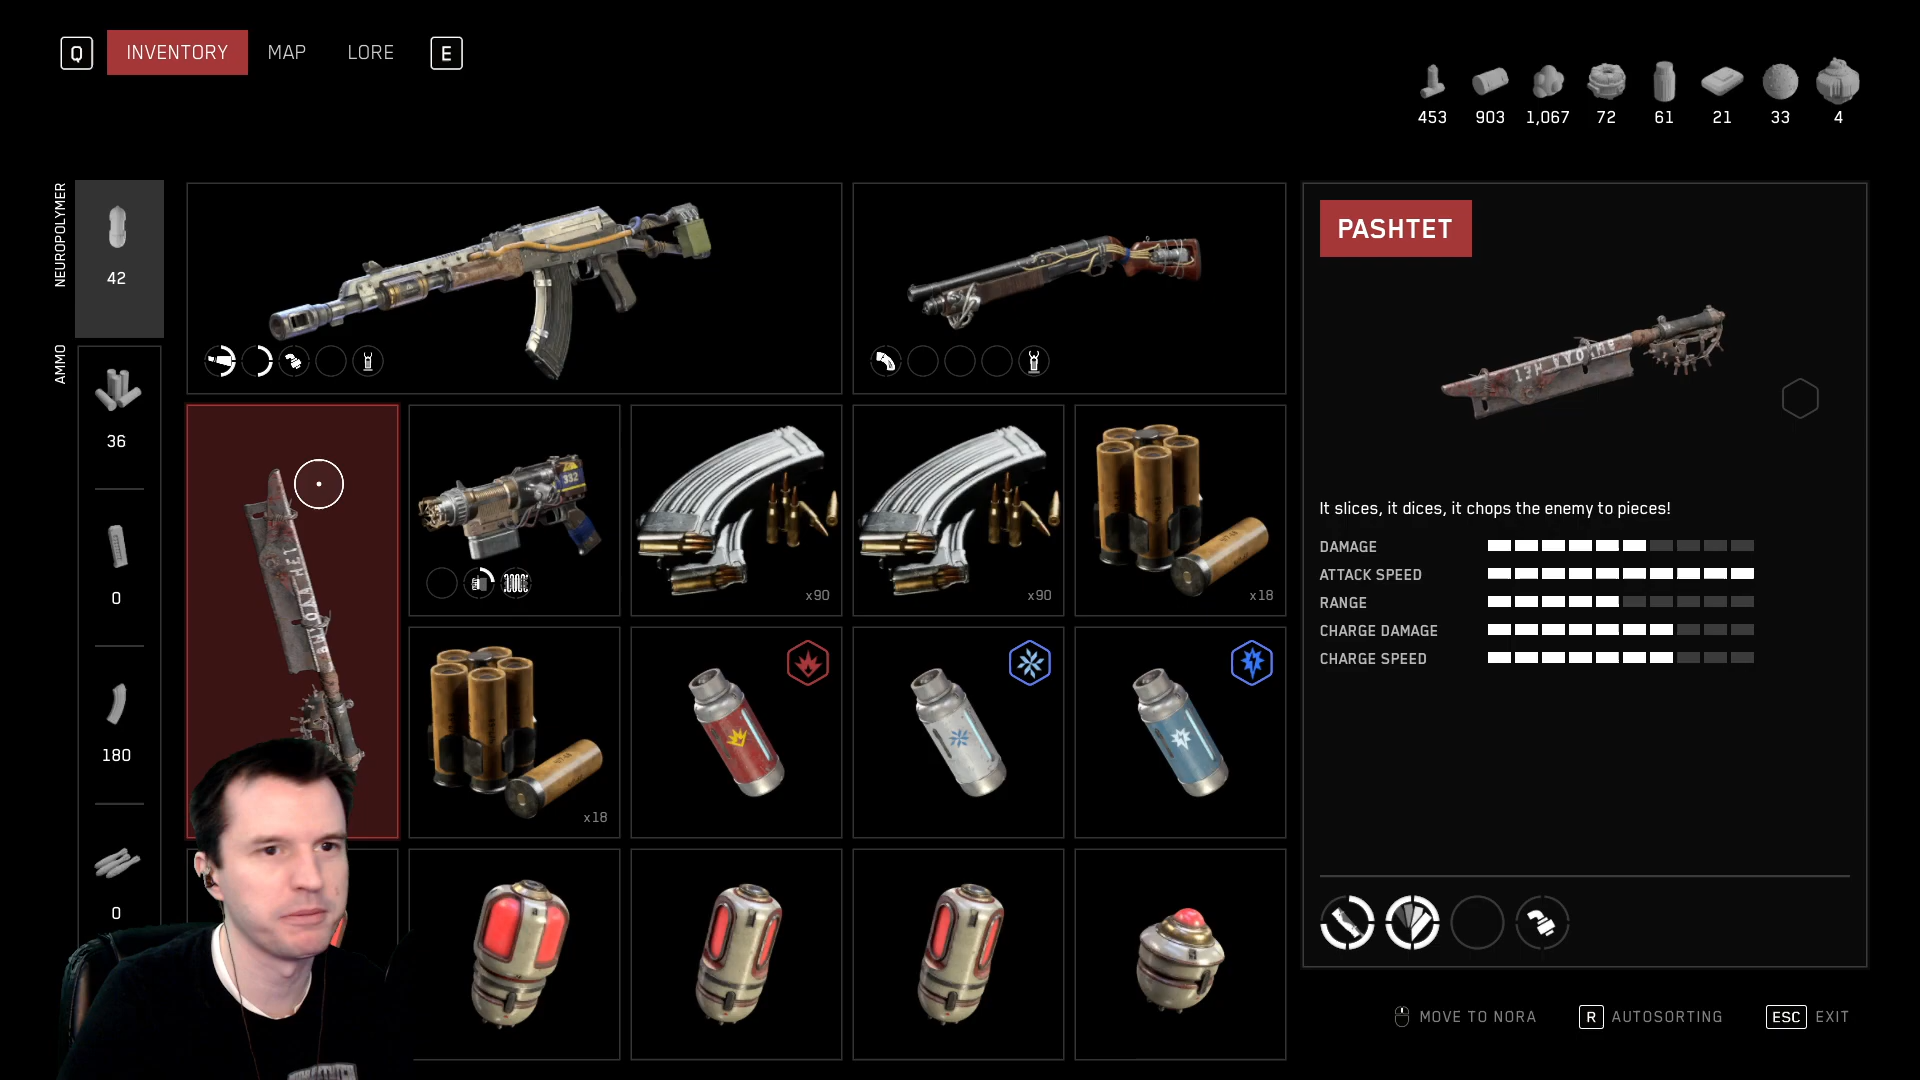 Q
INVENTORY
MAP
LORE
E
453
903
1,067
72
61
21
33
4
NEUROPOLYMER
42
AMMO
36
0
180
0
332
x90
x90
x18
x18
PASHTET
It slices, it dices, it chops the enemy to pieces!
DAMAGE
ATTACK SPEED
RANGE
CHARGE DAMAGE
CHARGE SPEED
MOVE TO NORA
R
AUTOSORTING
ESC
EXIT